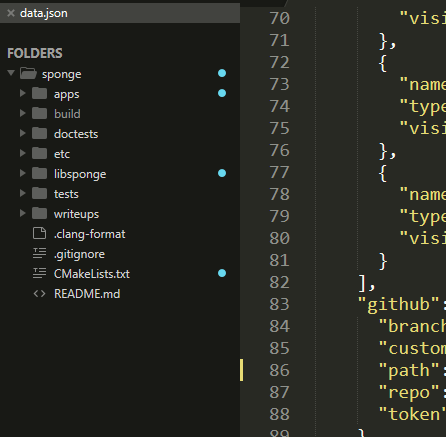 × data.json
FOLDERS
sponge
apps
build
doctests
etc
libsponge
tests
writeups
.clang-format
.gitignore
CMakeLists.txt
README.md
70 "visi
71 },
72 {
73 "name
74 "type
75 "visi
76 },
77 {
78 "name
79 "type
80 "visi
81 }
82 ],
83 "github":
84 "branch
85 "custom
86 "path":
87 "repo":
88 "token"